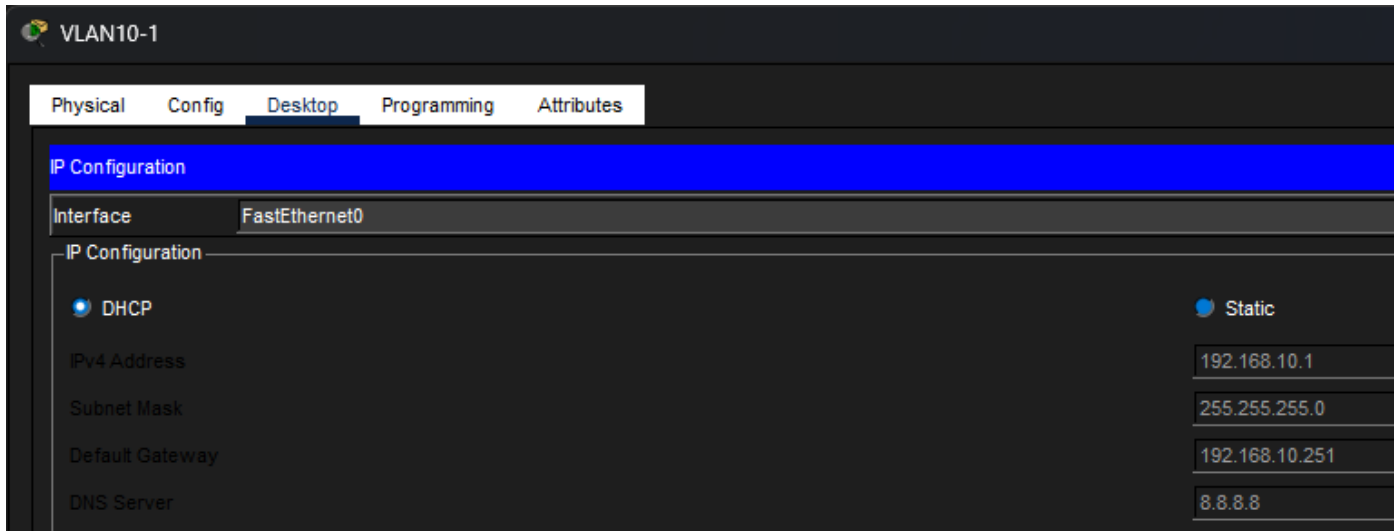 VLAN10-1
Physical Config Desktop Programming Attributes
IP Configuration
Interface FastEthernet0
IP Configuration
DHCP Static
IPv4 Address 192.168.10.1
Subnet Mask 255.255.255.0
Default Gateway 192.168.10.251
DNS Server 8.8.8.8